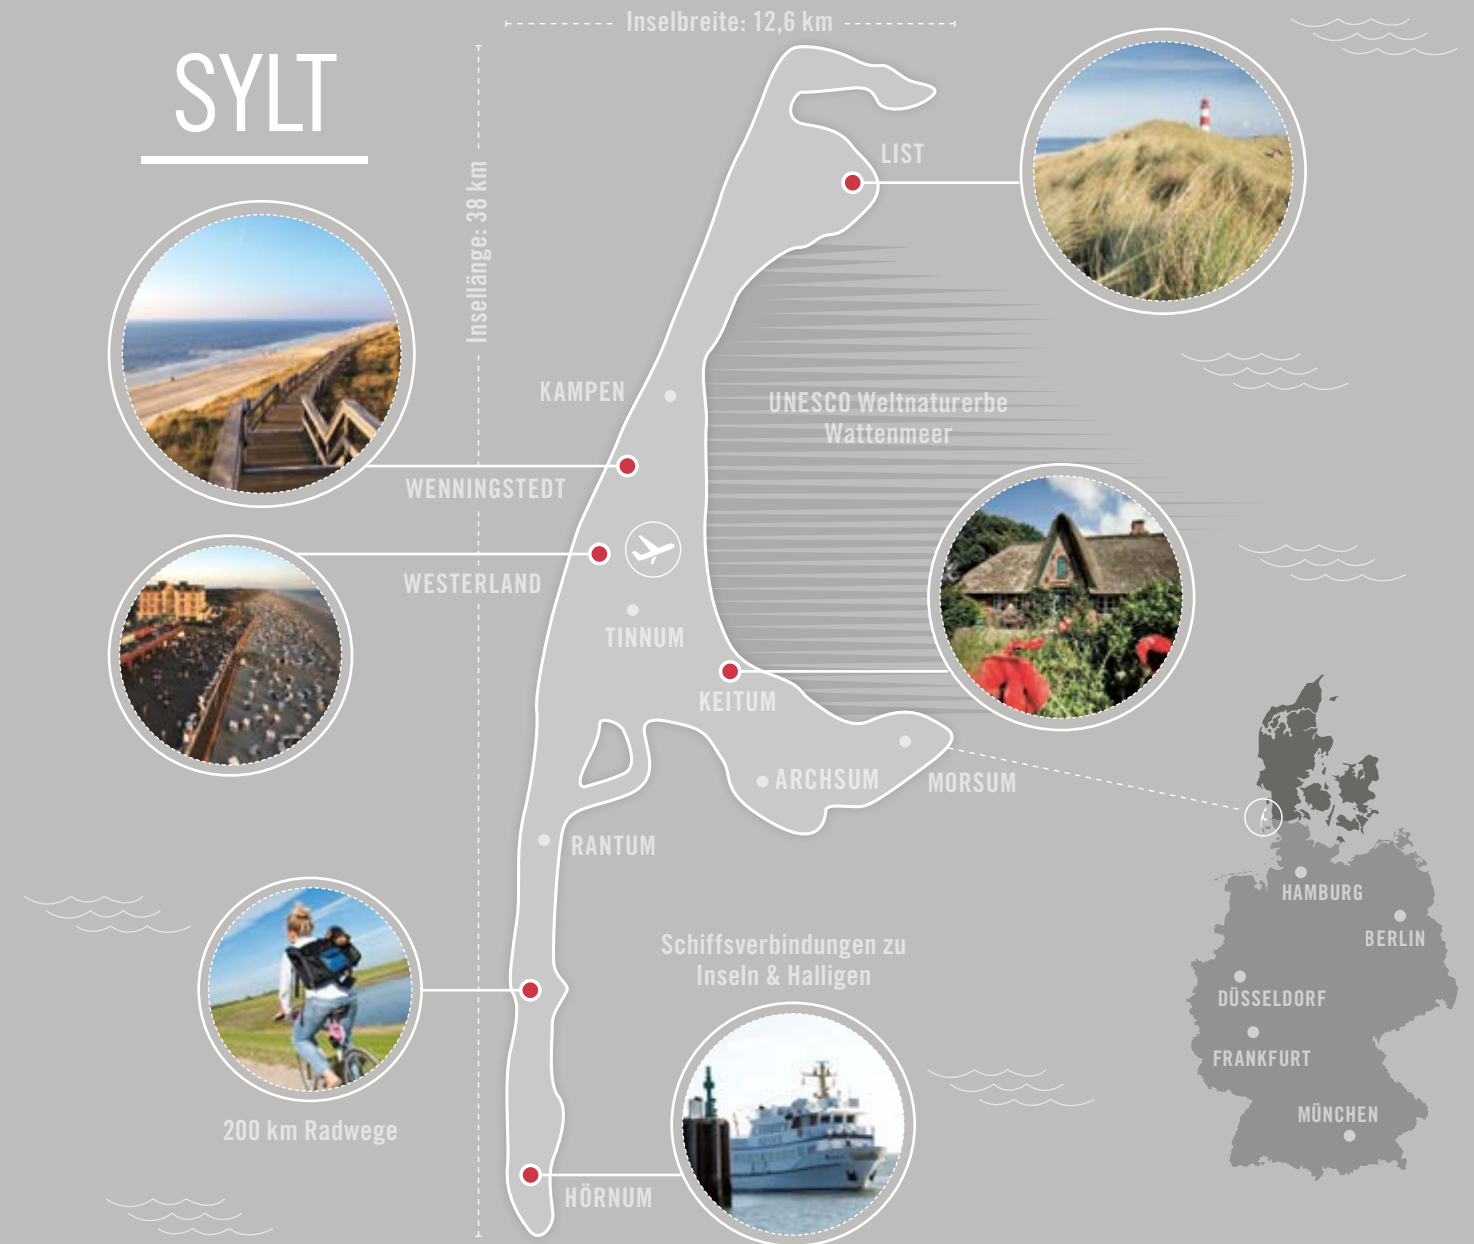 Inselbreite: 12,6 km
SYLT
Insellänge: 38 km
LIST
KAMPEN
UNESCO Weltnaturerbe
Wattenmeer
WENNINGSTEDT
WESTERLAND
TINNUM
KEITUM
ARCHSUM
MORSUM
RANTUM
Schiffsverbindungen zu
Inseln & Halligen
200 km Radwege
HÖRNUM
HAMBURG
BERLIN
DÜSSELDORF
FRANKFURT
MÜNCHEN